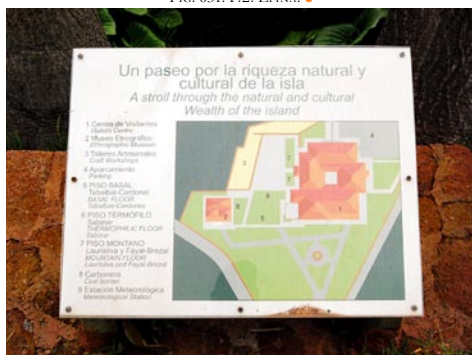 Un paseo por la riqueza natural y
cultural de la isla
A stroll through the natural and cultural
Wealth of the island
1 Centro de Visitantes
Visitors Centre
2 Museo Etnográfico
Ethnographic Museum
3 Talleres Artesanales
Craft Workshops
4 Aparcamiento
Parking
5 PISO BASAL
Tabaibal-Cardonal
BASAL FLOOR
6 PISO TERMÓFILO
Sabinar
THERMOPHILIC FLOOR
Sabinar
7 PISO MONTANO
Laurisilva y Fayal-Brezal
MOUNTAIN FLOOR
Laurisilva and Fayal-Brezal
8 Carbonera
Coal bunker
9 Estación Meteorológica
Meteorological Station